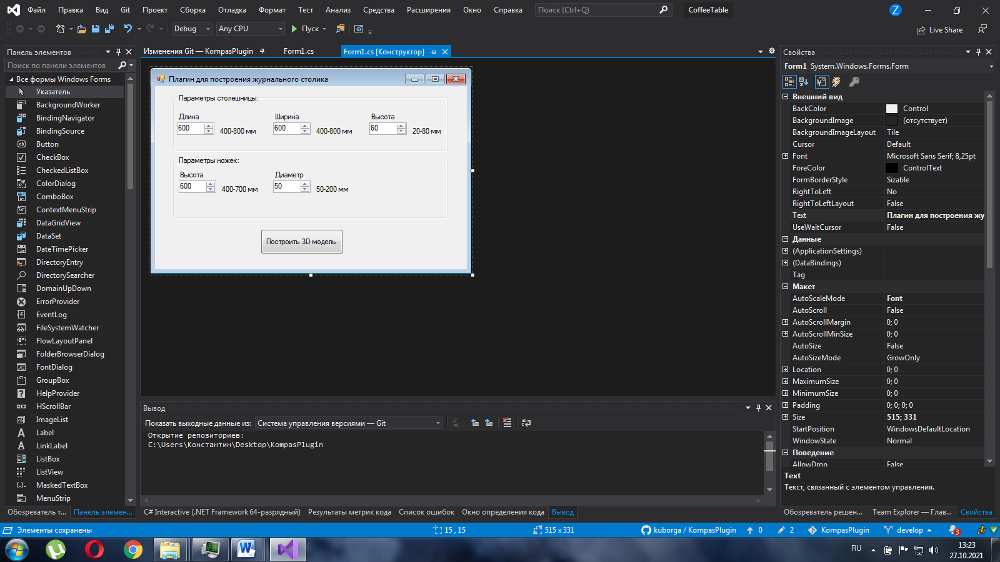 Файл Правка Вид Git Проект Сборка Отладка Формат Тест Анализ Средства Расширения Окно Справка Поиск (Ctrl+Q) CoffeeTable Z
Debug Any CPU Пуск Live Share
Панель элементов
Поиск по панели элементов
Все формы Windows Forms
Указатель
BackgroundWorker
BindingNavigator
BindingSource
Button
CheckBox
CheckedListBox
ColorDialog
ComboBox
ContextMenuStrip
DataGridView
DataSet
DateTimePicker
DirectoryEntry
DirectorySearcher
DomainUpDown
ErrorProvider
EventLog
FileSystemWatcher
FlowLayoutPanel
FolderBrowserDialog
FontDialog
GroupBox
HelpProvider
HScrollBar
ImageList
Label
LinkLabel
ListBox
ListView
MaskedTextBox
MenuStrip
Обозреватель т... Панель элемен...
Изменения Git — KompasPlugin Form1.cs Form1.cs [Конструктор]
Плагин для построения журнального столика
Параметры столешницы:
Длина Ширина Высота
600 400-800 мм 600 400-800 мм 60 20-80 мм
Параметры ножек:
Высота Диаметр
600 400-700 мм 50 50-200 мм
Построить 3D модель
Вывод
Показать выходные данные из: Система управления версиями — Git
Открытие репозиториев:
C:\Users\Константин\Desktop\KompasPlugin
C# Interactive (.NET Framework 64-разрядный) Результаты метрик кода Список ошибок Окно определения кода Вывод
Свойства
Form1 System.Windows.Forms.Form
Внешний вид
BackColor Control
BackgroundImage (отсутствует)
BackgroundImageLayout Tile
Cursor Default
Font Microsoft Sans Serif; 8,25pt
ForeColor ControlText
FormBorderStyle Sizable
RightToLeft No
RightToLeftLayout False
Text Плагин для построения жу
UseWaitCursor False
Данные
(ApplicationSettings)
(DataBindings)
Tag
Макет
AutoScaleMode Font
AutoScroll False
AutoScrollMargin 0; 0
AutoScrollMinSize 0; 0
AutoSize False
AutoSizeMode GrowOnly
Location 0; 0
MaximumSize 0; 0
MinimumSize 0; 0
Padding 0; 0; 0; 0
Size 515; 331
StartPosition WindowsDefaultLocation
WindowState Normal
Поведение
AllowDrop False
Text
Текст, связанный с элементом управления.
Обозреватель решен... Team Explorer — Глав... Свойства
Элементы сохранены 15 , 15 515 x 331 kuborga / KompasPlugin 0 2 KompasPlugin develop 3
RU 13:23
27.10.2021